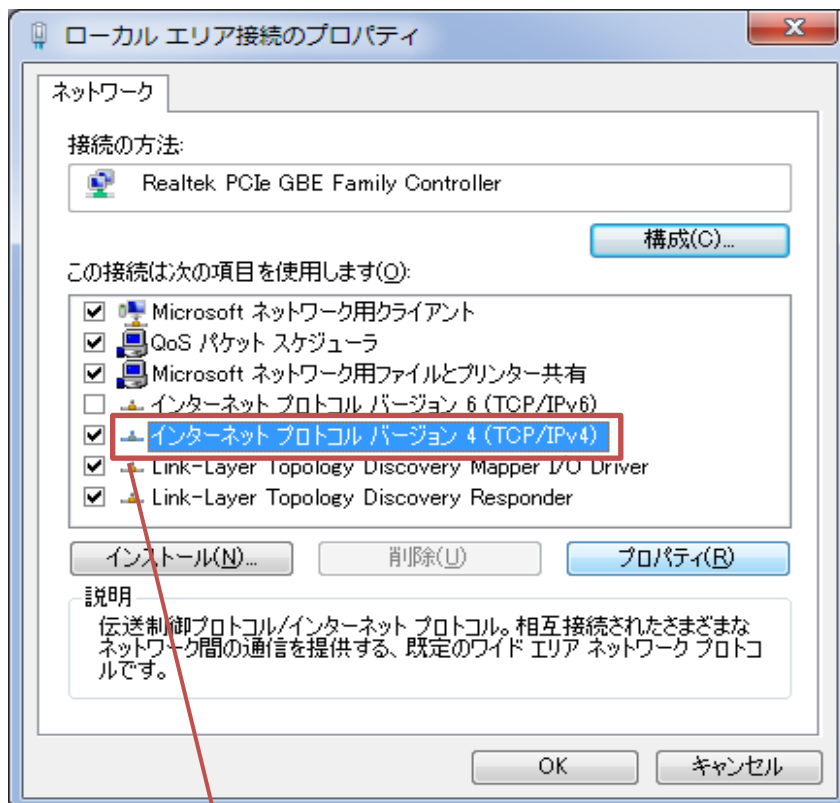 ローカル エリア接続のプロパティ
ネットワーク
接続の方法:
Realtek PCIe GBE Family Controller
構成(C)...
この接続は次の項目を使用します(O):
Microsoft ネットワーク用クライアント
QoS パケット スケジューラ
Microsoft ネットワーク用ファイルとプリンター共有
インターネット プロトコル バージョン 6 (TCP/IPv6)
インターネット プロトコル バージョン 4 (TCP/IPv4)
Link-Layer Topology Discovery Mapper I/O Driver
Link-Layer Topology Discovery Responder
インストール(N)...
削除(U)
プロパティ(R)
説明
伝送制御プロトコル/インターネット プロトコル。相互接続されたさまざまな
ネットワーク間の通信を提供する、既定のワイド エリア ネットワーク プロトコ
ルです。
OK
キャンセル